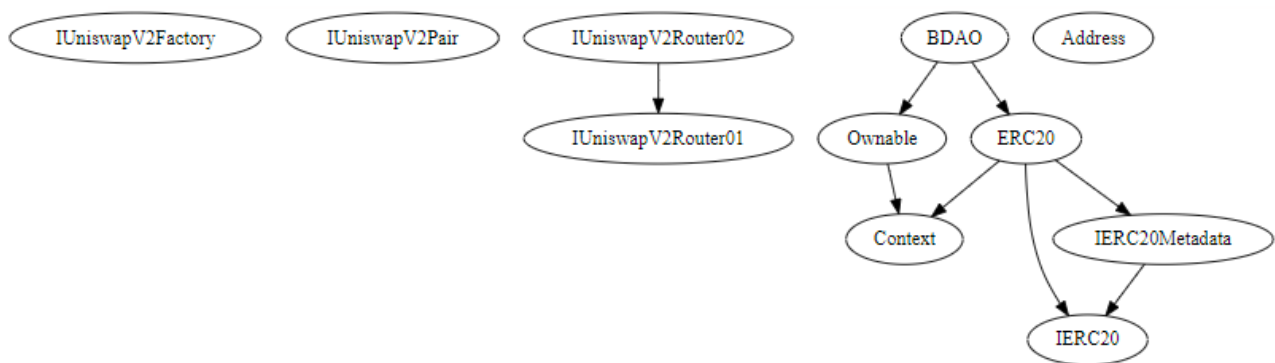 IUniswapV2Factory
IUniswapV2Pair
IUniswapV2Router02
BDAO
Address
IUniswapV2Router01
Ownable
ERC20
Context
IERC20Metadata
IERC20